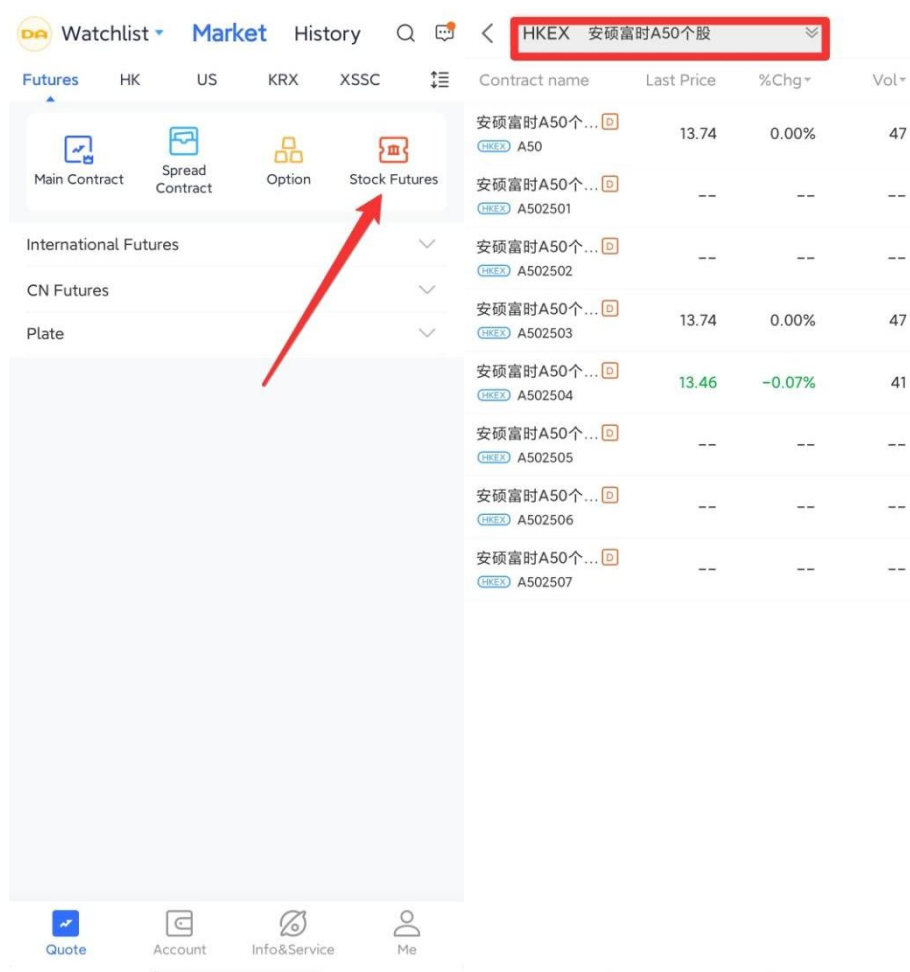 DA Watchlist Market History
Futures HK US KRX XSSC
Main Contract
Spread
Contract
Option
Stock Futures
International Futures
CN Futures
Plate
Quote Account Info&Service Me
HKEX 安硕富时A50个股
Contract name Last Price %Chg Vol
安硕富时A50个... D
HKEX A50 13.74 0.00% 47
安硕富时A50个... D
HKEX A502501 -- -- --
安硕富时A50个... D
HKEX A502502 -- -- --
安硕富时A50个... D
HKEX A502503 13.74 0.00% 47
安硕富时A50个... D
HKEX A502504 13.46 -0.07% 41
安硕富时A50个... D
HKEX A502505 -- -- --
安硕富时A50个... D
HKEX A502506 -- -- --
安硕富时A50个... D
HKEX A502507 -- -- --